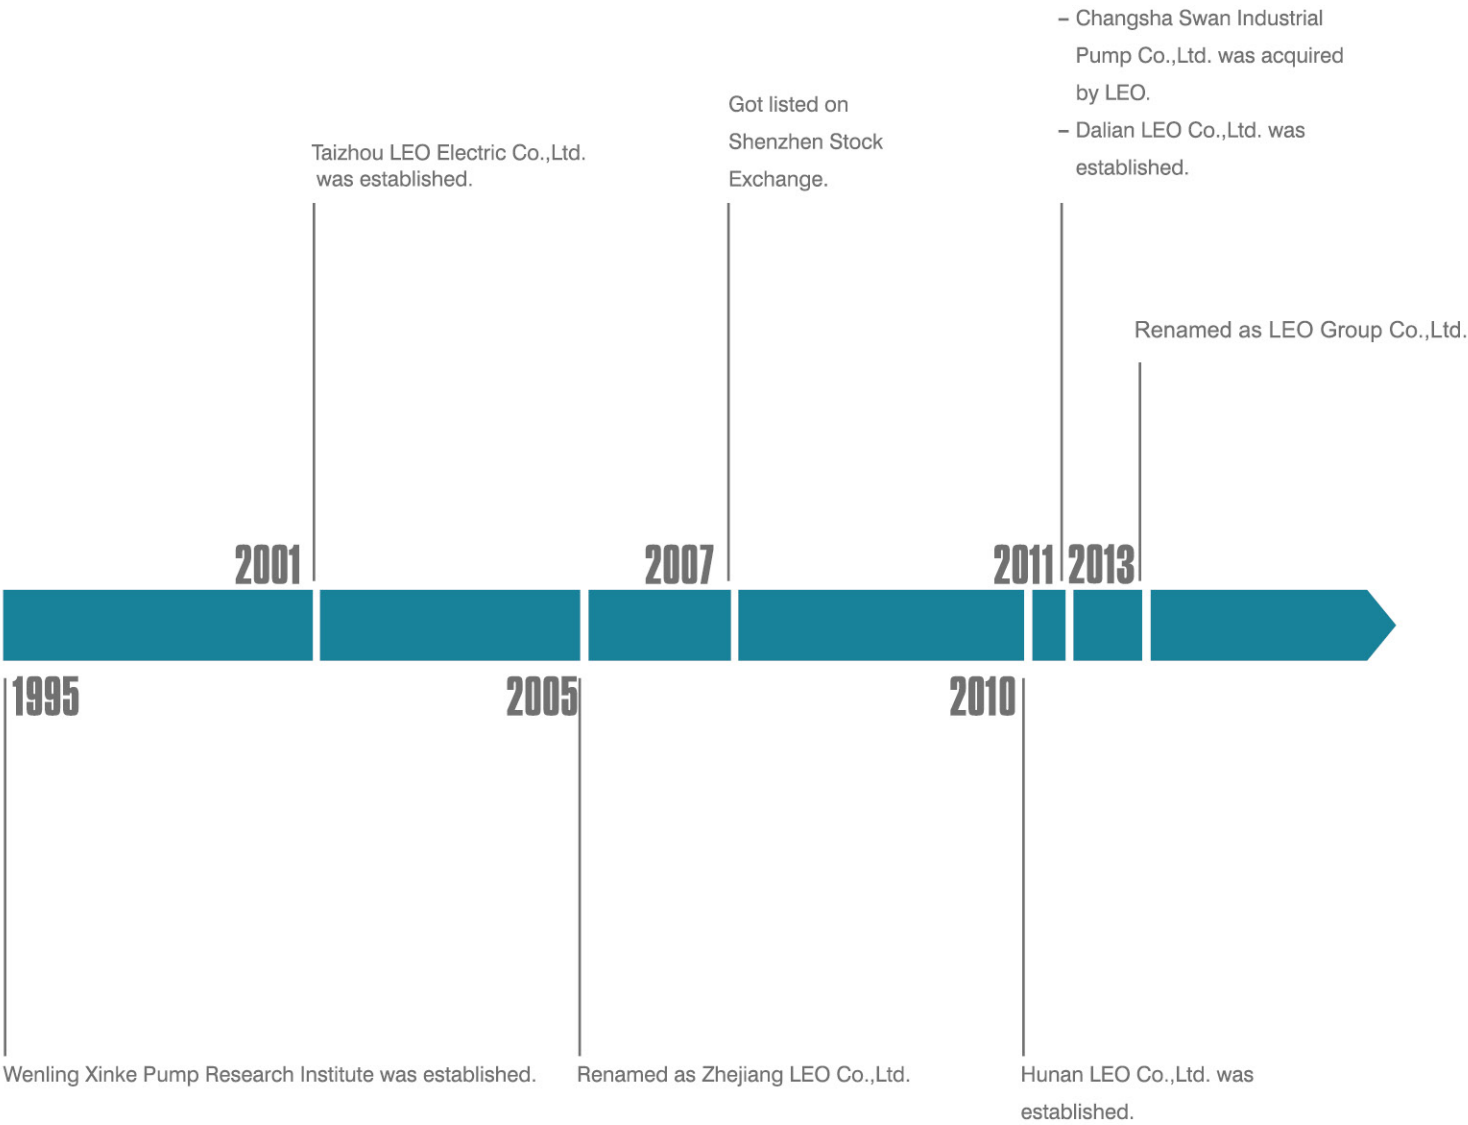 – Changsha Swan Industrial
Pump Co.,Ltd. was acquired
by LEO.
– Dalian LEO Co.,Ltd. was
established.
Got listed on
Shenzhen Stock
Exchange.
Taizhou LEO Electric Co.,Ltd.
was established.
Renamed as LEO Group Co.,Ltd.
2001
2007
2011
2013
1995
2005
2010
Wenling Xinke Pump Research Institute was established.
Renamed as Zhejiang LEO Co.,Ltd.
Hunan LEO Co.,Ltd. was
established.